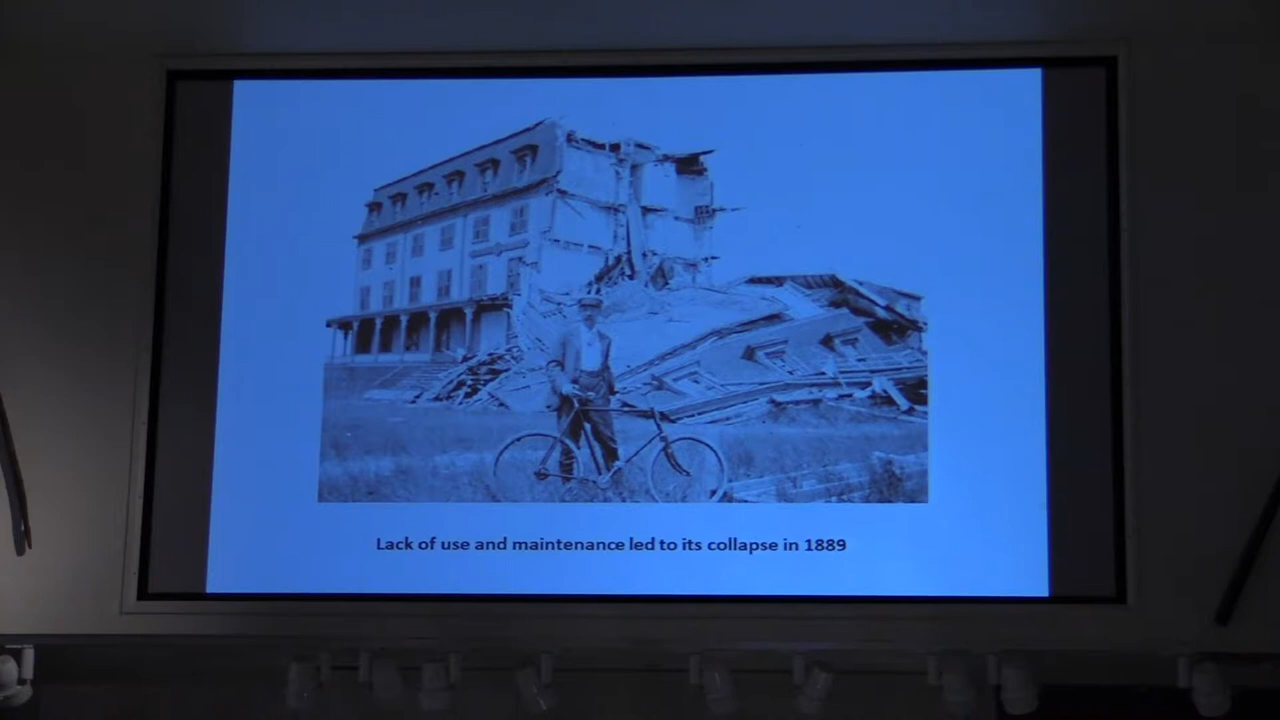 Lack of use and maintenance led to its collapse in 1889